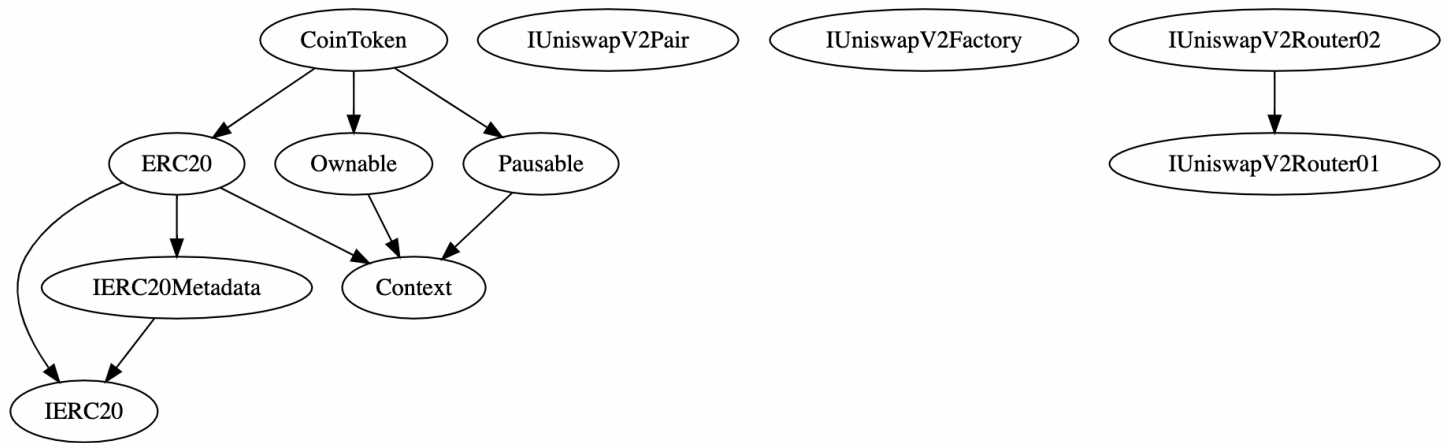 CoinToken
IUniswapV2Pair
IUniswapV2Factory
IUniswapV2Router02
ERC20
Ownable
Pausable
IUniswapV2Router01
IERC20Metadata
Context
IERC20